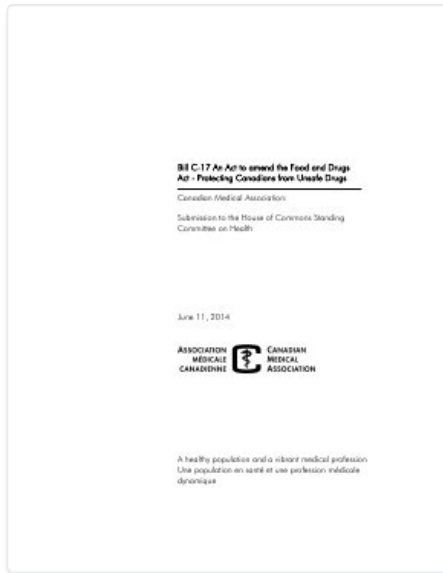 Bill C-17 An Act to amend the Food and Drugs
Act - Protecting Canadians from Unsafe Drugs
Canadian Medical Association:
Submission to the House of Commons Standing
Committee on Health
June 11, 2014
ASSOCIATION
MÉDICALE
CANADIENNE
CANADIAN
MEDICAL
ASSOCIATION
A healthy population and a vibrant medical profession
Une population en santé et une profession médicale
dynamique